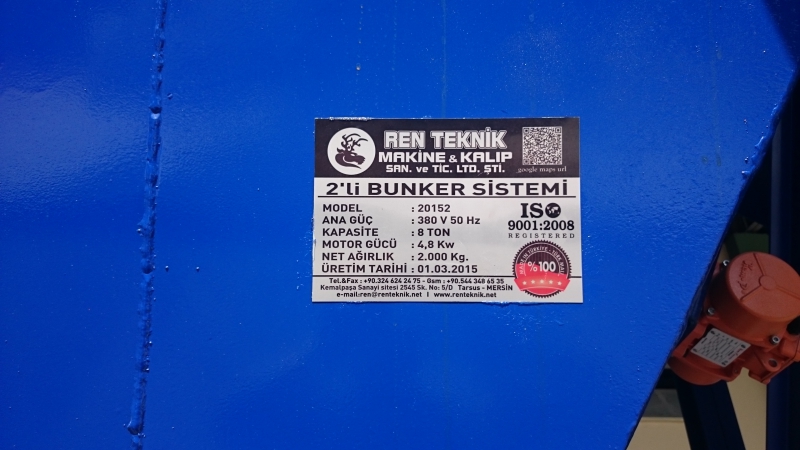 REN TEKNİK
MAKİNE & KALIP
SAN. ve TİC. LTD. ŞTİ.
google maps url
2'li BUNKER SİSTEMİ
MODEL : 20152
ANA GÜÇ : 380 V 50 Hz
KAPASİTE : 8 TON
MOTOR GÜCÜ : 4,8 Kw
NET AĞIRLIK : 2.000 Kg.
ÜRETİM TARİHİ : 01.03.2015
ISO
9001:2008
REGISTERED
%100
Tel.&Fax : +90.324 624 24 75 - Gsm : +90.544 348 65 35
Kemalpaşa Sanayi sitesi 2545 Sk. No: 5/D Tarsus - MERSİN
e-mail:ren@renteknik.net I www.renteknik.net